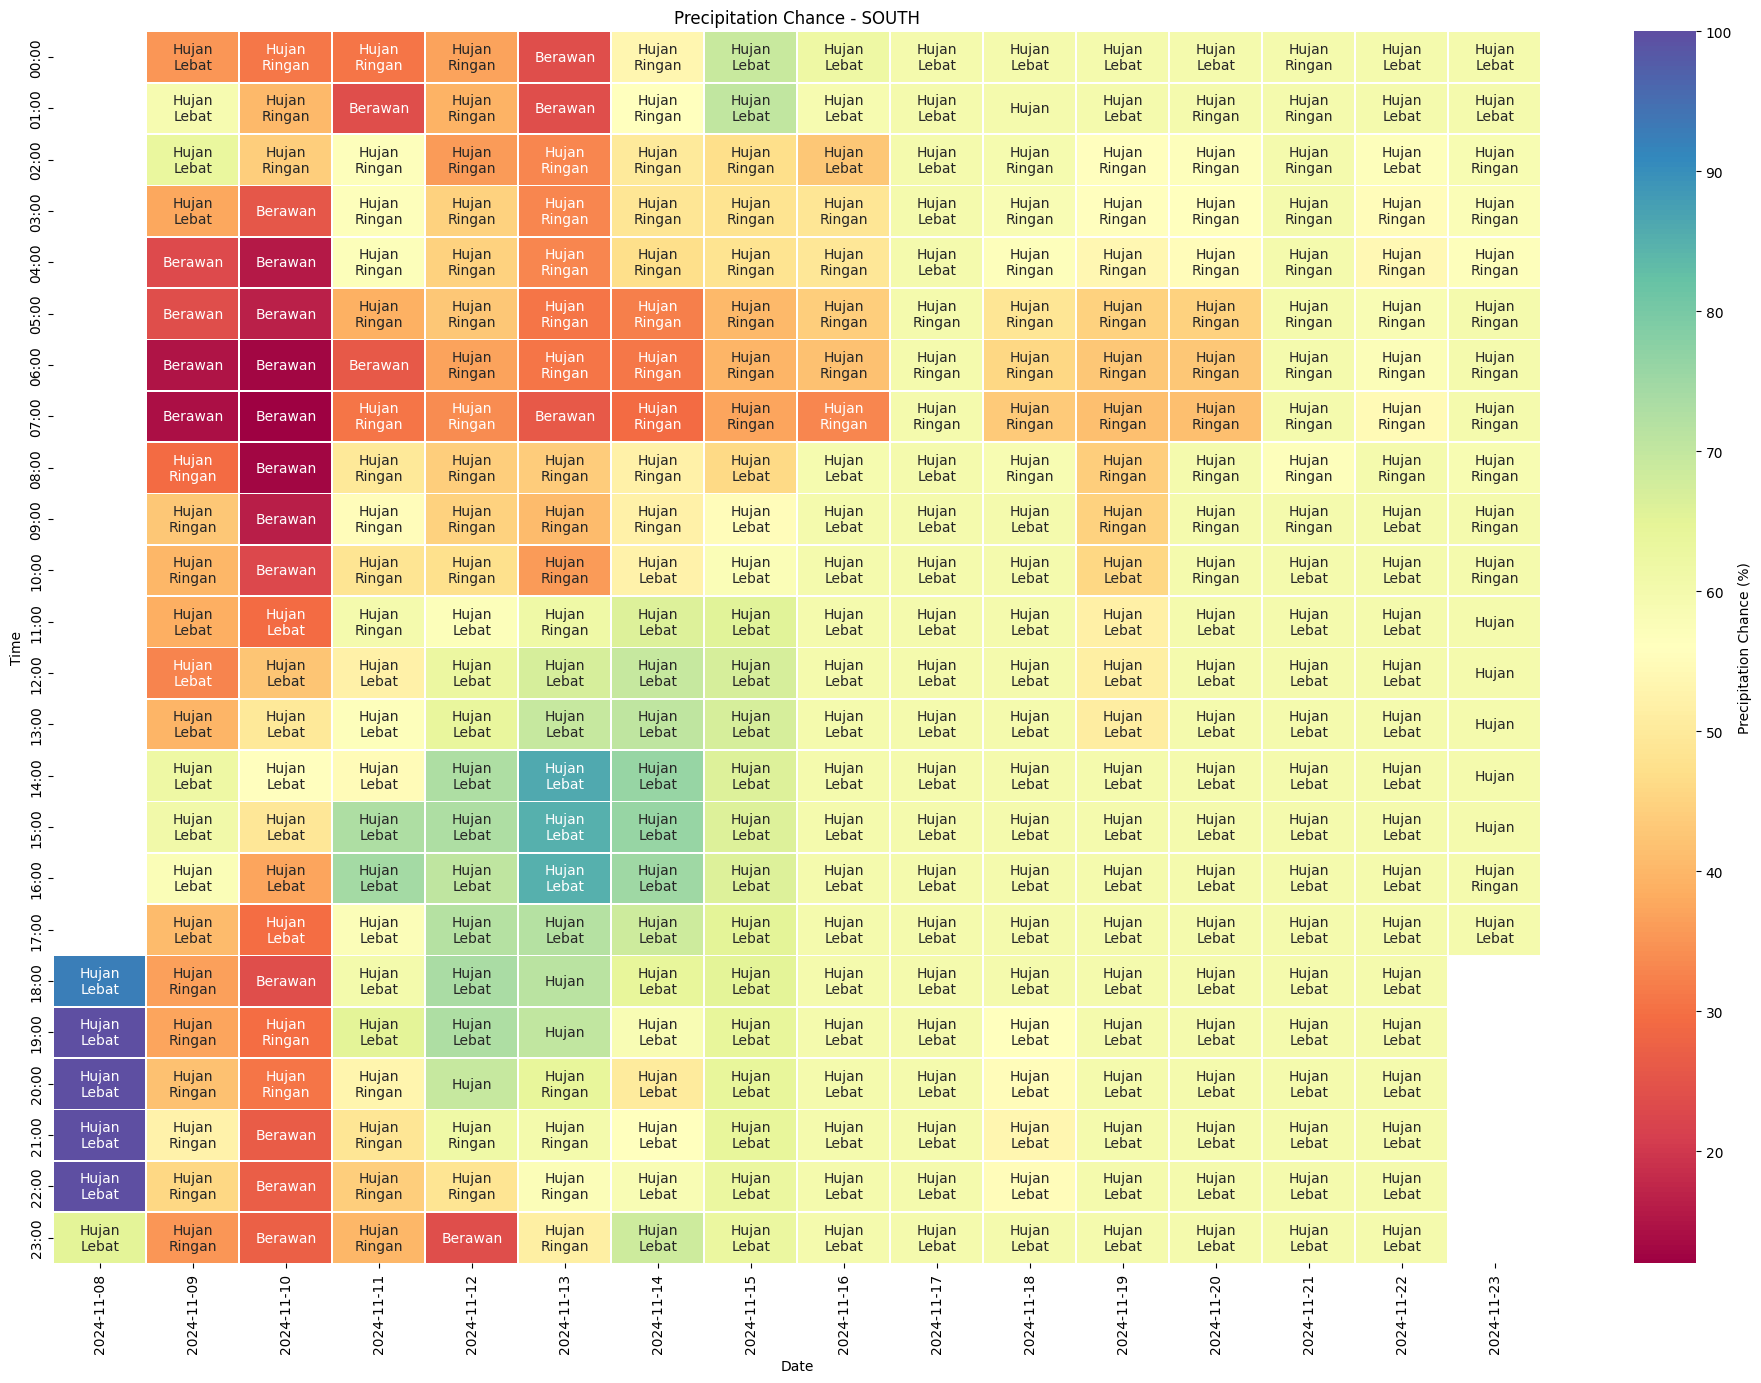 Precipitation Chance - SOUTH
00:00 Hujan Lebat Hujan Ringan Hujan Ringan Hujan Ringan Berawan Hujan Ringan Hujan Lebat Hujan Lebat Hujan Lebat Hujan Lebat Hujan Lebat Hujan Lebat Hujan Ringan Hujan Lebat Hujan Lebat
01:00 Hujan Lebat Hujan Ringan Berawan Hujan Ringan Berawan Hujan Ringan Hujan Lebat Hujan Lebat Hujan Lebat Hujan Hujan Lebat Hujan Ringan Hujan Ringan Hujan Lebat Hujan Lebat
02:00 Hujan Lebat Hujan Ringan Hujan Ringan Hujan Ringan Hujan Ringan Hujan Ringan Hujan Ringan Hujan Lebat Hujan Lebat Hujan Ringan Hujan Ringan Hujan Ringan Hujan Ringan Hujan Lebat Hujan Ringan
03:00 Hujan Lebat Berawan Hujan Ringan Hujan Ringan Hujan Ringan Hujan Ringan Hujan Ringan Hujan Ringan Hujan Lebat Hujan Ringan Hujan Ringan Hujan Ringan Hujan Ringan Hujan Ringan Hujan Ringan
04:00 Berawan Berawan Hujan Ringan Hujan Ringan Hujan Ringan Hujan Ringan Hujan Ringan Hujan Ringan Hujan Lebat Hujan Ringan Hujan Ringan Hujan Ringan Hujan Ringan Hujan Ringan Hujan Ringan
05:00 Berawan Berawan Hujan Ringan Hujan Ringan Hujan Ringan Hujan Ringan Hujan Ringan Hujan Ringan Hujan Ringan Hujan Ringan Hujan Ringan Hujan Ringan Hujan Ringan Hujan Ringan Hujan Ringan
06:00 Berawan Berawan Berawan Hujan Ringan Hujan Ringan Hujan Ringan Hujan Ringan Hujan Ringan Hujan Ringan Hujan Ringan Hujan Ringan Hujan Ringan Hujan Ringan Hujan Ringan Hujan Ringan
07:00 Berawan Berawan Hujan Ringan Hujan Ringan Berawan Hujan Ringan Hujan Ringan Hujan Ringan Hujan Ringan Hujan Ringan Hujan Ringan Hujan Ringan Hujan Ringan Hujan Ringan Hujan Ringan
08:00 Hujan Ringan Berawan Hujan Ringan Hujan Ringan Hujan Ringan Hujan Ringan Hujan Lebat Hujan Lebat Hujan Lebat Hujan Ringan Hujan Ringan Hujan Ringan Hujan Ringan Hujan Ringan Hujan Ringan
09:00 Hujan Ringan Berawan Hujan Ringan Hujan Ringan Hujan Ringan Hujan Ringan Hujan Lebat Hujan Lebat Hujan Lebat Hujan Lebat Hujan Ringan Hujan Ringan Hujan Ringan Hujan Lebat Hujan Ringan
10:00 Hujan Ringan Berawan Hujan Ringan Hujan Ringan Hujan Ringan Hujan Lebat Hujan Lebat Hujan Lebat Hujan Lebat Hujan Lebat Hujan Lebat Hujan Ringan Hujan Lebat Hujan Lebat Hujan Ringan
11:00 Hujan Lebat Hujan Lebat Hujan Ringan Hujan Lebat Hujan Ringan Hujan Lebat Hujan Lebat Hujan Lebat Hujan Lebat Hujan Lebat Hujan Lebat Hujan Lebat Hujan Lebat Hujan Lebat Hujan
12:00 Hujan Lebat Hujan Lebat Hujan Lebat Hujan Lebat Hujan Lebat Hujan Lebat Hujan Lebat Hujan Lebat Hujan Lebat Hujan Lebat Hujan Lebat Hujan Lebat Hujan Lebat Hujan Lebat Hujan
13:00 Hujan Lebat Hujan Lebat Hujan Lebat Hujan Lebat Hujan Lebat Hujan Lebat Hujan Lebat Hujan Lebat Hujan Lebat Hujan Lebat Hujan Lebat Hujan Lebat Hujan Lebat Hujan Lebat Hujan
14:00 Hujan Lebat Hujan Lebat Hujan Lebat Hujan Lebat Hujan Lebat Hujan Lebat Hujan Lebat Hujan Lebat Hujan Lebat Hujan Lebat Hujan Lebat Hujan Lebat Hujan Lebat Hujan Lebat Hujan
15:00 Hujan Lebat Hujan Lebat Hujan Lebat Hujan Lebat Hujan Lebat Hujan Lebat Hujan Lebat Hujan Lebat Hujan Lebat Hujan Lebat Hujan Lebat Hujan Lebat Hujan Lebat Hujan Lebat Hujan
16:00 Hujan Lebat Hujan Lebat Hujan Lebat Hujan Lebat Hujan Lebat Hujan Lebat Hujan Lebat Hujan Lebat Hujan Lebat Hujan Lebat Hujan Lebat Hujan Lebat Hujan Lebat Hujan Lebat Hujan Ringan
17:00 Hujan Lebat Hujan Lebat Hujan Lebat Hujan Lebat Hujan Lebat Hujan Lebat Hujan Lebat Hujan Lebat Hujan Lebat Hujan Lebat Hujan Lebat Hujan Lebat Hujan Lebat Hujan Lebat Hujan Lebat
18:00 Hujan Lebat Hujan Ringan Berawan Hujan Lebat Hujan Lebat Hujan Hujan Lebat Hujan Lebat Hujan Lebat Hujan Lebat Hujan Lebat Hujan Lebat Hujan Lebat Hujan Lebat Hujan Lebat
19:00 Hujan Lebat Hujan Ringan Hujan Ringan Hujan Lebat Hujan Lebat Hujan Hujan Lebat Hujan Lebat Hujan Lebat Hujan Lebat Hujan Lebat Hujan Lebat Hujan Lebat Hujan Lebat Hujan Lebat
20:00 Hujan Lebat Hujan Ringan Hujan Ringan Hujan Ringan Hujan Hujan Ringan Hujan Lebat Hujan Lebat Hujan Lebat Hujan Lebat Hujan Lebat Hujan Lebat Hujan Lebat Hujan Lebat Hujan Lebat
21:00 Hujan Lebat Hujan Ringan Berawan Hujan Ringan Hujan Ringan Hujan Ringan Hujan Lebat Hujan Lebat Hujan Lebat Hujan Lebat Hujan Lebat Hujan Lebat Hujan Lebat Hujan Lebat Hujan Lebat
22:00 Hujan Lebat Hujan Ringan Berawan Hujan Ringan Hujan Ringan Hujan Ringan Hujan Lebat Hujan Lebat Hujan Lebat Hujan Lebat Hujan Lebat Hujan Lebat Hujan Lebat Hujan Lebat Hujan Lebat
23:00 Hujan Lebat Hujan Ringan Berawan Hujan Ringan Berawan Hujan Ringan Hujan Lebat Hujan Lebat Hujan Lebat Hujan Lebat Hujan Lebat Hujan Lebat Hujan Lebat Hujan Lebat Hujan Lebat
Time
2024-11-08 2024-11-09 2024-11-10 2024-11-11 2024-11-12 2024-11-13 2024-11-14 2024-11-15 2024-11-16 2024-11-17 2024-11-18 2024-11-19 2024-11-20 2024-11-21 2024-11-22 2024-11-23
Date
100
90
80
70
60
50
40
30
20
Precipitation Chance (%)